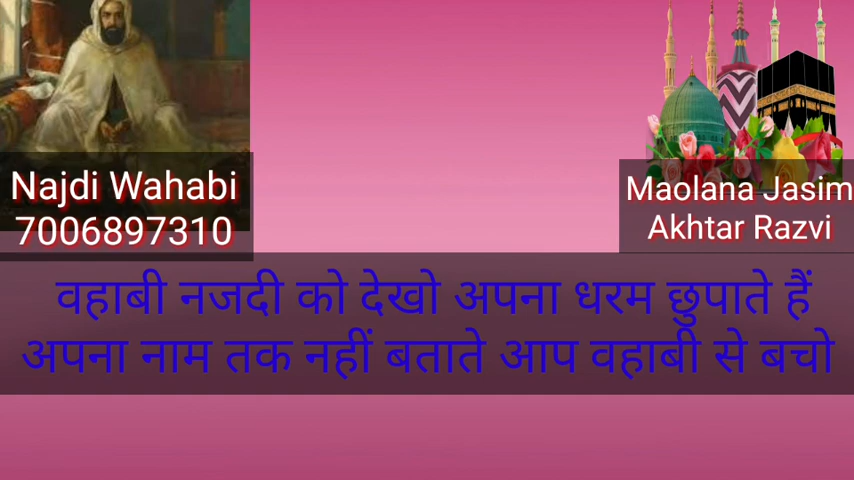 Najdi Wahabi
7006897310
Maolana Jasim
Akhtar Razvi
वहाबी नजदी को देखो अपना धरम छुपाते हैं
अपना नाम तक नहीं बताते आप वहाबी से बचो